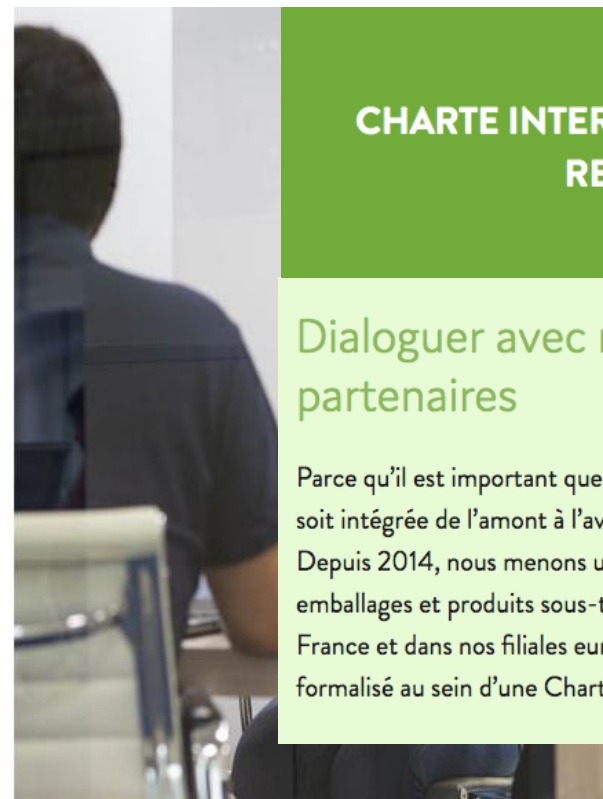 CHARTE INTER
RE
Dialoguer avec
partenaires
Parce qu'il est important que
soit intégrée de l'amont à l'av
Depuis 2014, nous menons u
emballages et produits sous-t
France et dans nos filiales eur
formalisé au sein d'une Chart